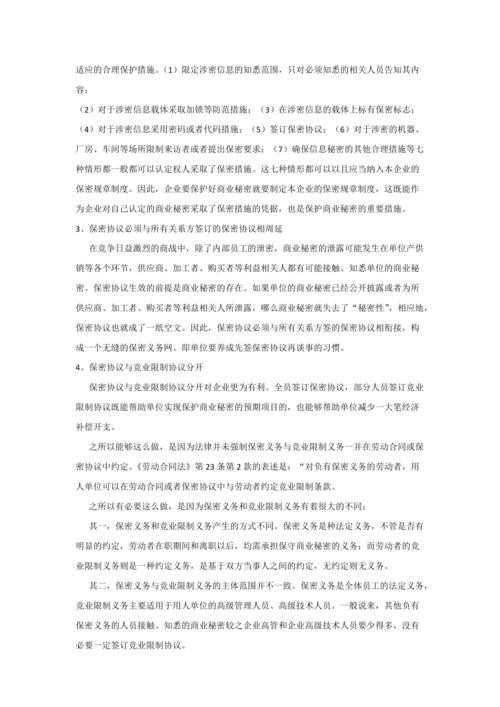 适应的合理保护措施。（1）限定涉密信息的知悉范围，只对必须知悉的相关人员告知其内
容；
（2）对于涉密信息载体采取加锁等防范措施；（3）在涉密信息的载体上标有保密标志；
（4）对于涉密信息采用密码或者代码措施；（5）签订保密协议；（6）对于涉密的机器、
厂房、车间等场所限制来访者或者提出保密要求；（7）确保信息秘密的其他合理措施等七
种情形都一般都可以认定权人采取了保密措施。这七种情形都可以以且应当纳入本企业的
保密规章制度。因此，企业要保护好商业秘密就要制定本企业的保密规章制度，这既能作
为企业对自己认定的商业秘密采取了保密措施的凭据，也是保护商业秘密的重要措施。
3、保密协议必须与所有关系方签订的保密协议相周延
在竞争日益激烈的商战中，除了内部员工的泄密，商业秘密的泄露可能发生在单位产供
销等各个环节，供应商、加工者、购买者等利益相关人都有可能接触、知悉单位的商业秘
密。保密协议生效的前提是商业秘密的存在。如果单位的商业秘密已经公开披露或者为所
供应商、加工者、购买者等利益相关人所泄露，哪么商业秘密就失去了“秘密性”，相应地，
保密协议也就成了一纸空文。因此，保密协议必须与所有关系方签的保密协议相衔接，构
成一个无缝的保密义务网。即单位要养成先签保密协议再谈事的习惯。
4、保密协议与竞业限制协议分开
保密协议与竞业限制协议分开对企业更为有利。全员签订保密协议，部分人员签订竞业
限制协议既能帮助单位实现保护商业秘密的预期项目的，也能够帮助单位减少一大笔经济
补偿开支。
之所以能够这么做，是因为法律并未强制保密义务与竞业限制义务一并在劳动合同或保
密协议中约定。《劳动合同法》第 23 条第 2 款的表述是：“对负有保密义务的劳动者，用
人单位可以在劳动合同或者保密协议中与劳动者约定竞业限制条款。
之所以有必要这么做，是因为保密义务和竞业限制义务有着很大的不同：
其一，保密义务和竞业限制义务产生的方式不同。保密义务是种法定义务，不管是否有
明显的约定，劳动者在职期间和离职以后，均需承担保守商业秘密的义务；而劳动者的竞
业限制义务则是一种约定义务，是基于双方当事人之间的约定，无约定则无义务。
其二，保密义务与竞业限制义务的主体范围并不一致。保密义务是全体员工的法定义务，
竞业限制义务主要适用于用人单位的高级管理人员、高级技术人员。一般说来，其他负有
保密义务的人员接触、知悉的商业秘密较之企业高管和企业高级技术人员要少得多，没有
必要一定签订竞业限制协议。